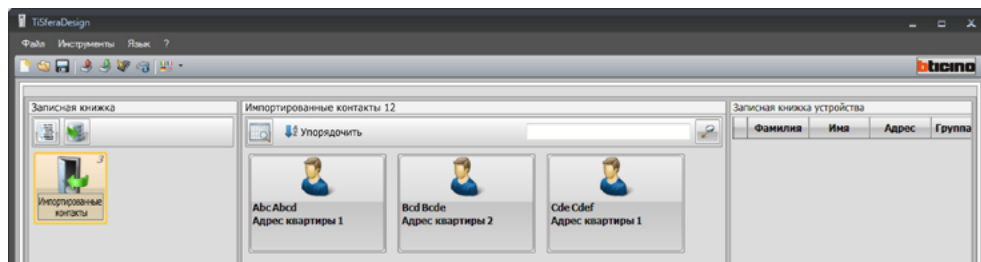 TiSferaDesign
Файл Инструменты Язык ?
bticino
Записная книжка
Импортированные контакты 12
Записная книжка устройства
Упорядочить
Фамилия Имя Адрес Группа
3
Импортированные
контакты
Abc Abcd
Адрес квартиры 1
Bcd Bcde
Адрес квартиры 2
Cde Cdef
Адрес квартиры 1